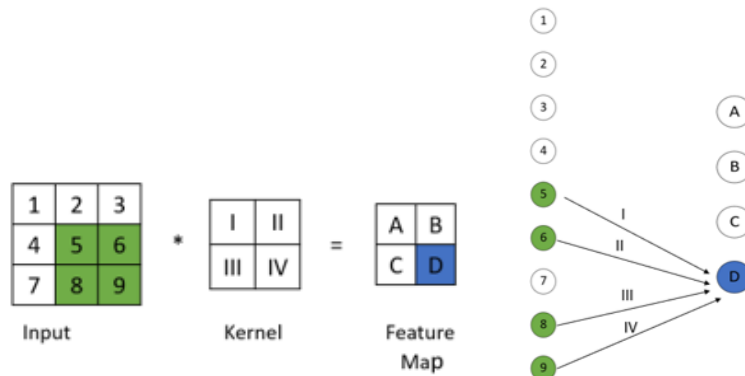 1 2 3
4 5 6
7 8 9
Input
*
I II
III IV
Kernel
=
A B
C D
Feature
Map
1
2
3
4
5
6
7
8
9
I
II
III
IV
A
B
C
D